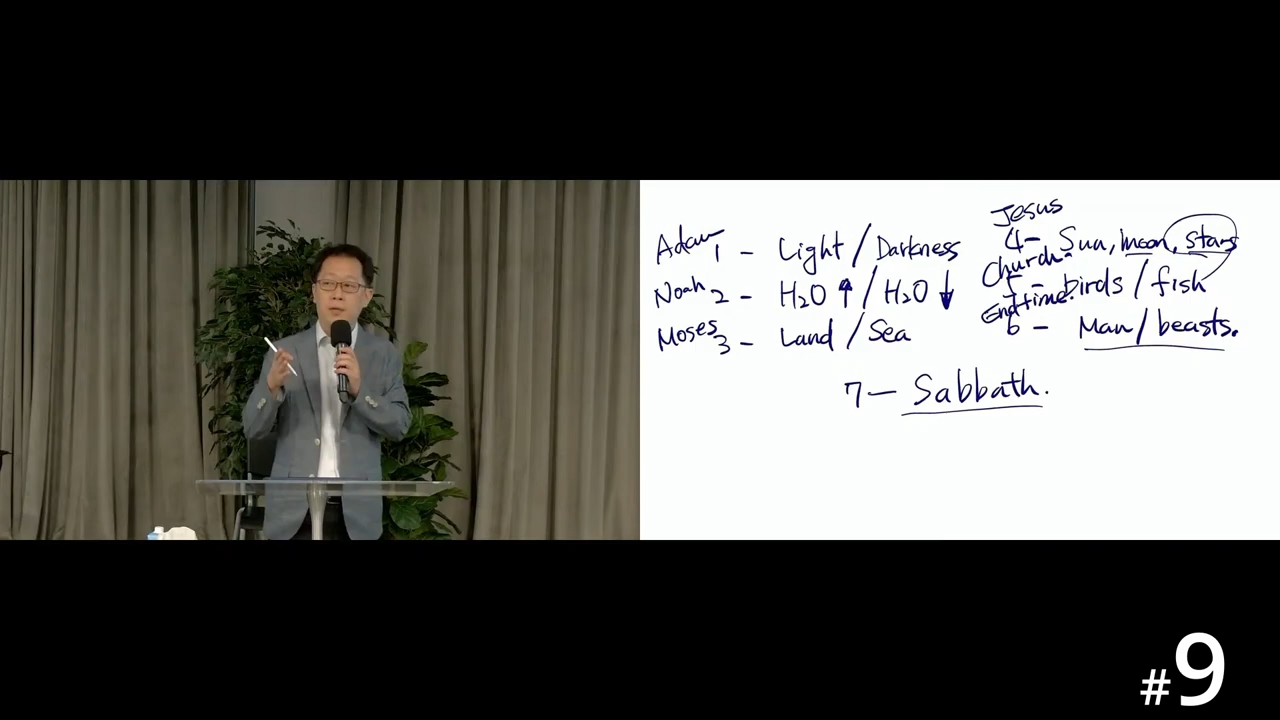 Adam 1 - Light / Darkness
Noah 2 - H2O ↑ / H2O ↓
Moses 3 - Land / Sea
Jesus
4 - Sun, moon, stars
Church
5 - birds / fish
Endtime
6 - Man / beasts.
7 - Sabbath.
#9